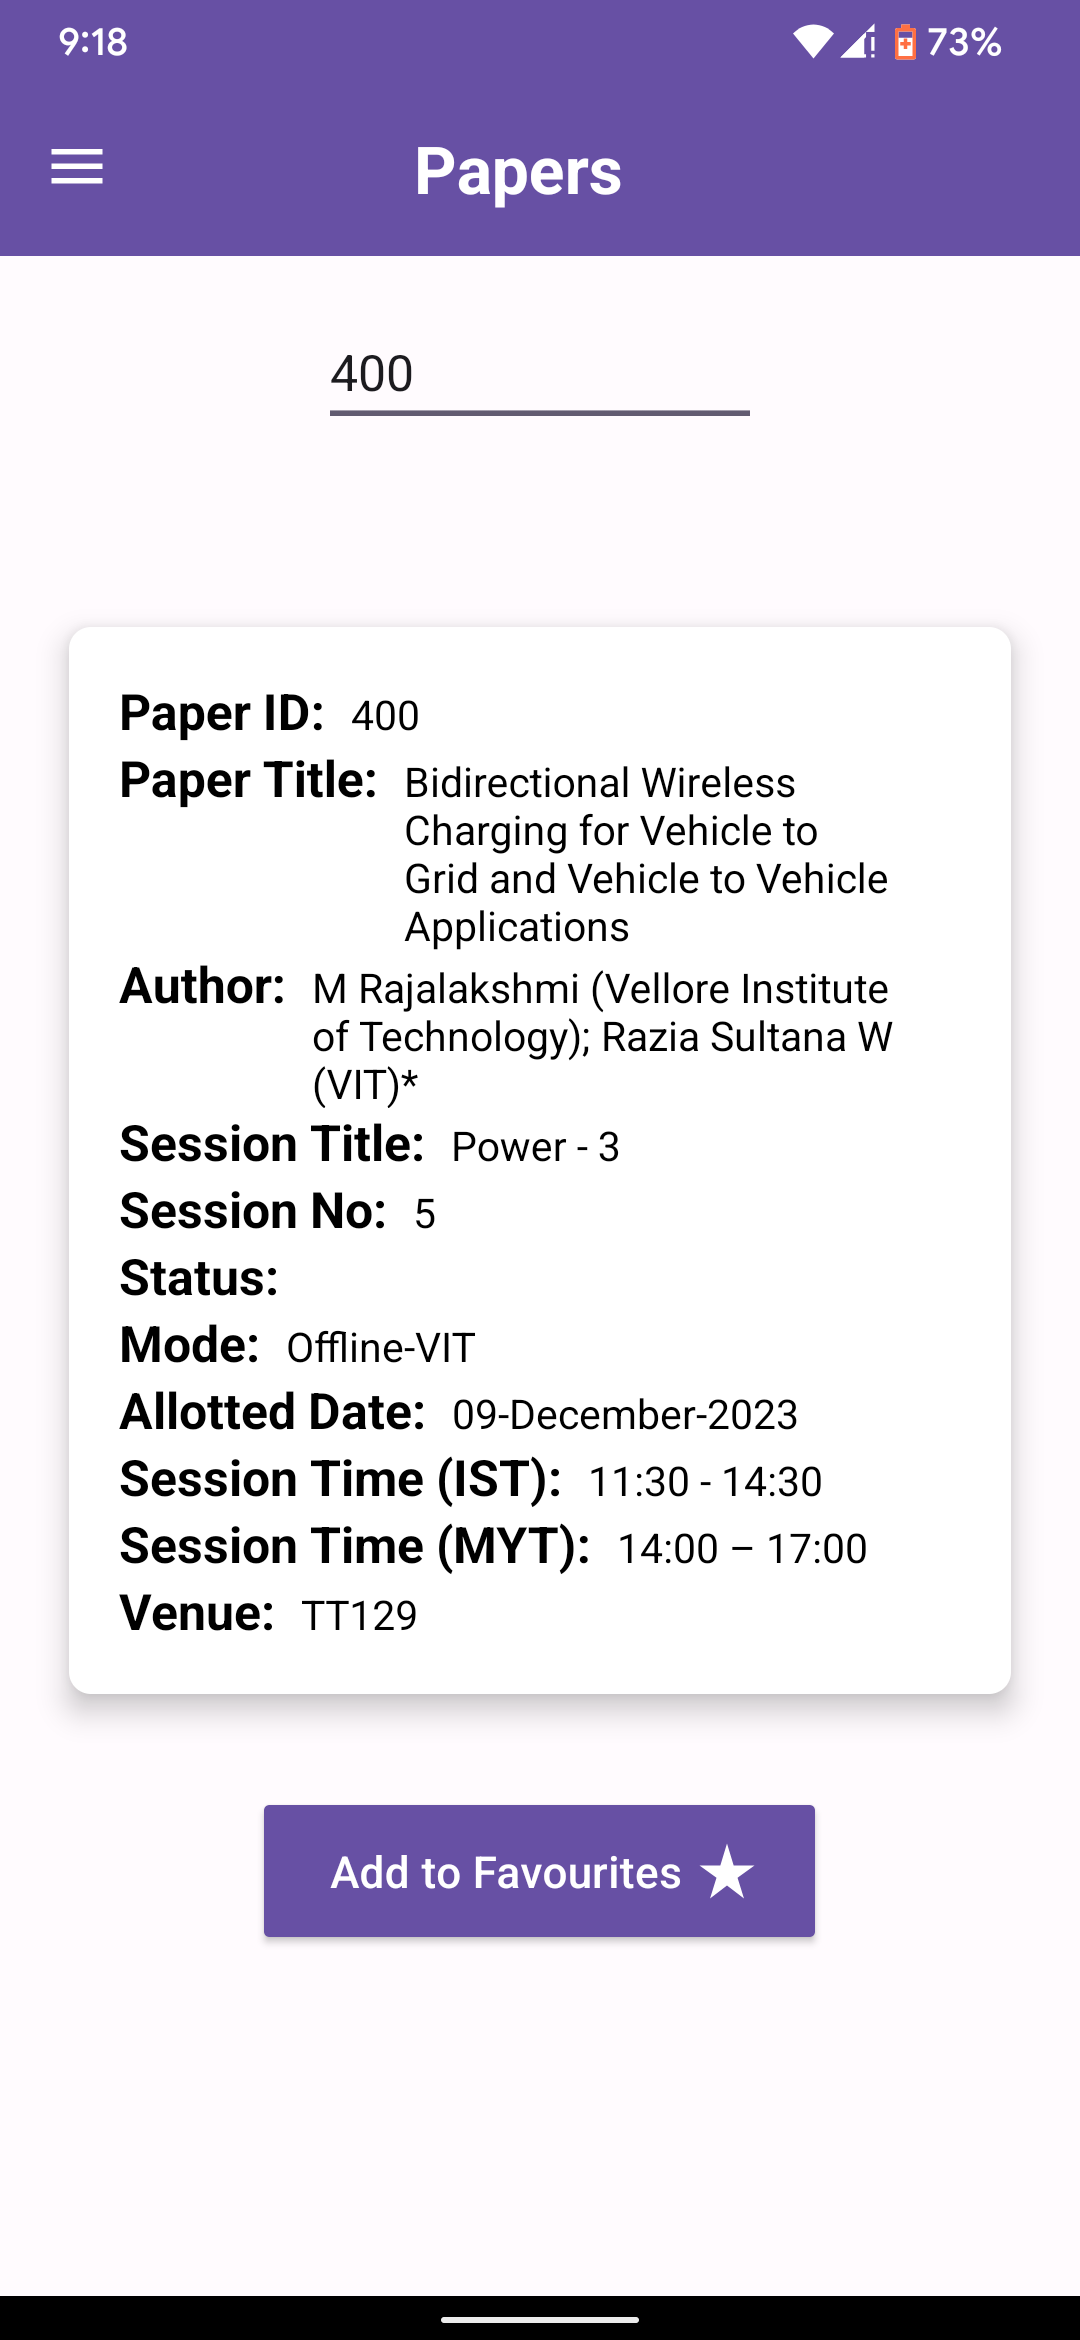 9:18
73%
Papers
400
Paper ID: 400
Paper Title: Bidirectional Wireless
Charging for Vehicle to
Grid and Vehicle to Vehicle
Applications
Author: M Rajalakshmi (Vellore Institute
of Technology); Razia Sultana W
(VIT)*
Session Title: Power - 3
Session No: 5
Status:
Mode: Offline-VIT
Allotted Date: 09-December-2023
Session Time (IST): 11:30 - 14:30
Session Time (MYT): 14:00 – 17:00
Venue: TT129
Add to Favourites